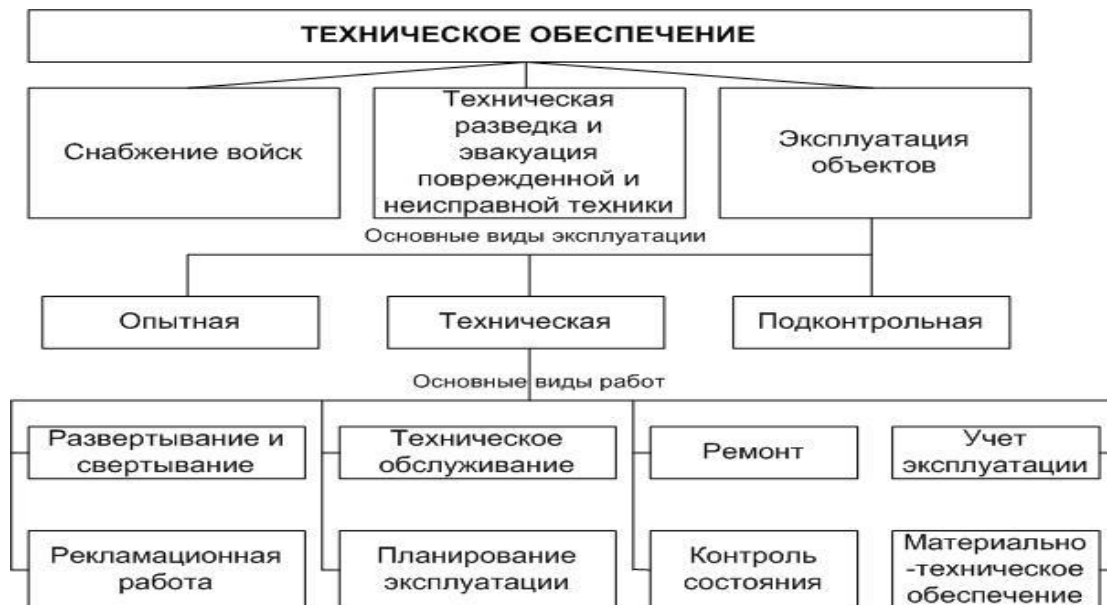 ТЕХНИЧЕСКОЕ ОБЕСПЕЧЕНИЕ
Снабжение войск
Техническая
разведка и
эвакуация
поврежденной и
неисправной техники
Эксплуатация
объектов
Основные виды эксплуатации
Опытная
Техническая
Подконтрольная
Основные виды работ
Развертывание и
свертывание
Техническое
обслуживание
Ремонт
Учет
эксплуатации
Рекламационная
работа
Планирование
эксплуатации
Контроль
состояния
Материально
-техническое
обеспечение